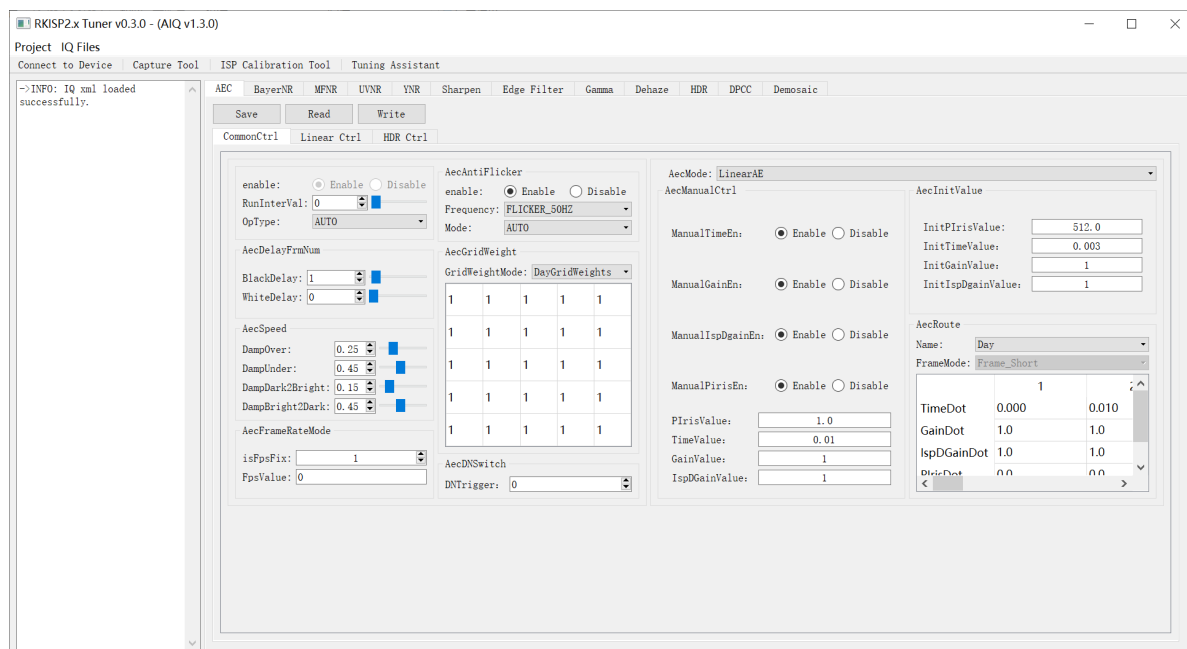 RKISP2.x Tuner v0.3.0 - (AIQ v1.3.0)
Project IQ Files
Connect to Device Capture Tool ISP Calibration Tool Tuning Assistant
->INFO: IQ xml loaded
successfully.
AEC BayerNR MFNR UVNR YNR Sharpen Edge Filter Gamma Dehaze HDR DPCC Demosaic
Save Read Write
CommonCtrl Linear Ctrl HDR Ctrl
enable: Enable Disable
RunInterVal: 0
OpType: AUTO
AecDelayFrmNum
BlackDelay: 1
WhiteDelay: 0
AecSpeed
DampOver: 0.25
DampUnder: 0.45
DampDark2Bright: 0.15
DampBright2Dark: 0.45
AecFrameRateMode
isFpsFix: 1
FpsValue: 0
AecAntiFlicker
enable: Enable Disable
Frequency: FLICKER_50HZ
Mode: AUTO
AecGridWeight
GridWeightMode: DayGridWeights
1 1 1 1 1
1 1 1 1 1
1 1 1 1 1
1 1 1 1 1
1 1 1 1 1
AecDNSwitch
DNTrigger: 0
AecMode: LinearAE
AecManualCtrl
ManualTimeEn: Enable Disable
ManualGainEn: Enable Disable
ManualIspDgainEn: Enable Disable
ManualPirisEn: Enable Disable
PIrisValue: 1.0
TimeValue: 0.01
GainValue: 1
IspDGainValue: 1
AecInitValue
InitPIrisValue: 512.0
InitTimeValue: 0.003
InitGainValue: 1
InitIspDgainValue: 1
AecRoute
Name: Day
FrameMode: Frame_Short
1
TimeDot 0.000 0.010
GainDot 1.0 1.0
IspDGainDot 1.0 1.0
PIrisDot 0.0 0.0